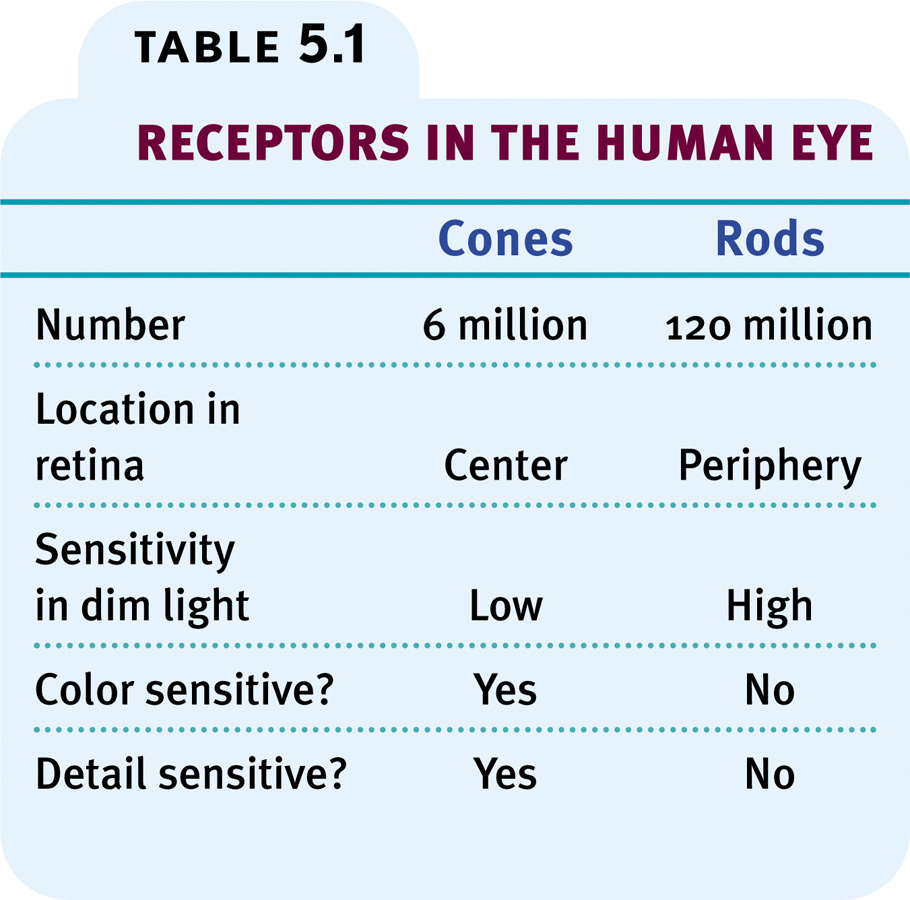 TABLE 5.1
RECEPTORS IN THE HUMAN EYE
Cones Rods
Number 6 million 120 million
Location in
retina Center Periphery
Sensitivity
in dim light Low High
Color sensitive? Yes No
Detail sensitive? Yes No